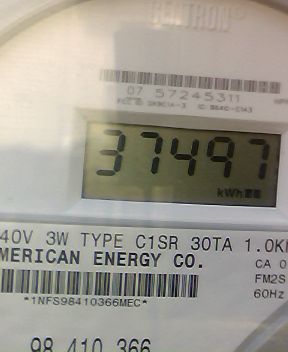 CENTRON®
07 57245311
37497
kWh
40V 3W TYPE C1SR 30TA 1.0K
MERICAN ENERGY CO.
CA 0
FM2S
60Hz
*1NFS98410366MEC*
98 410 366